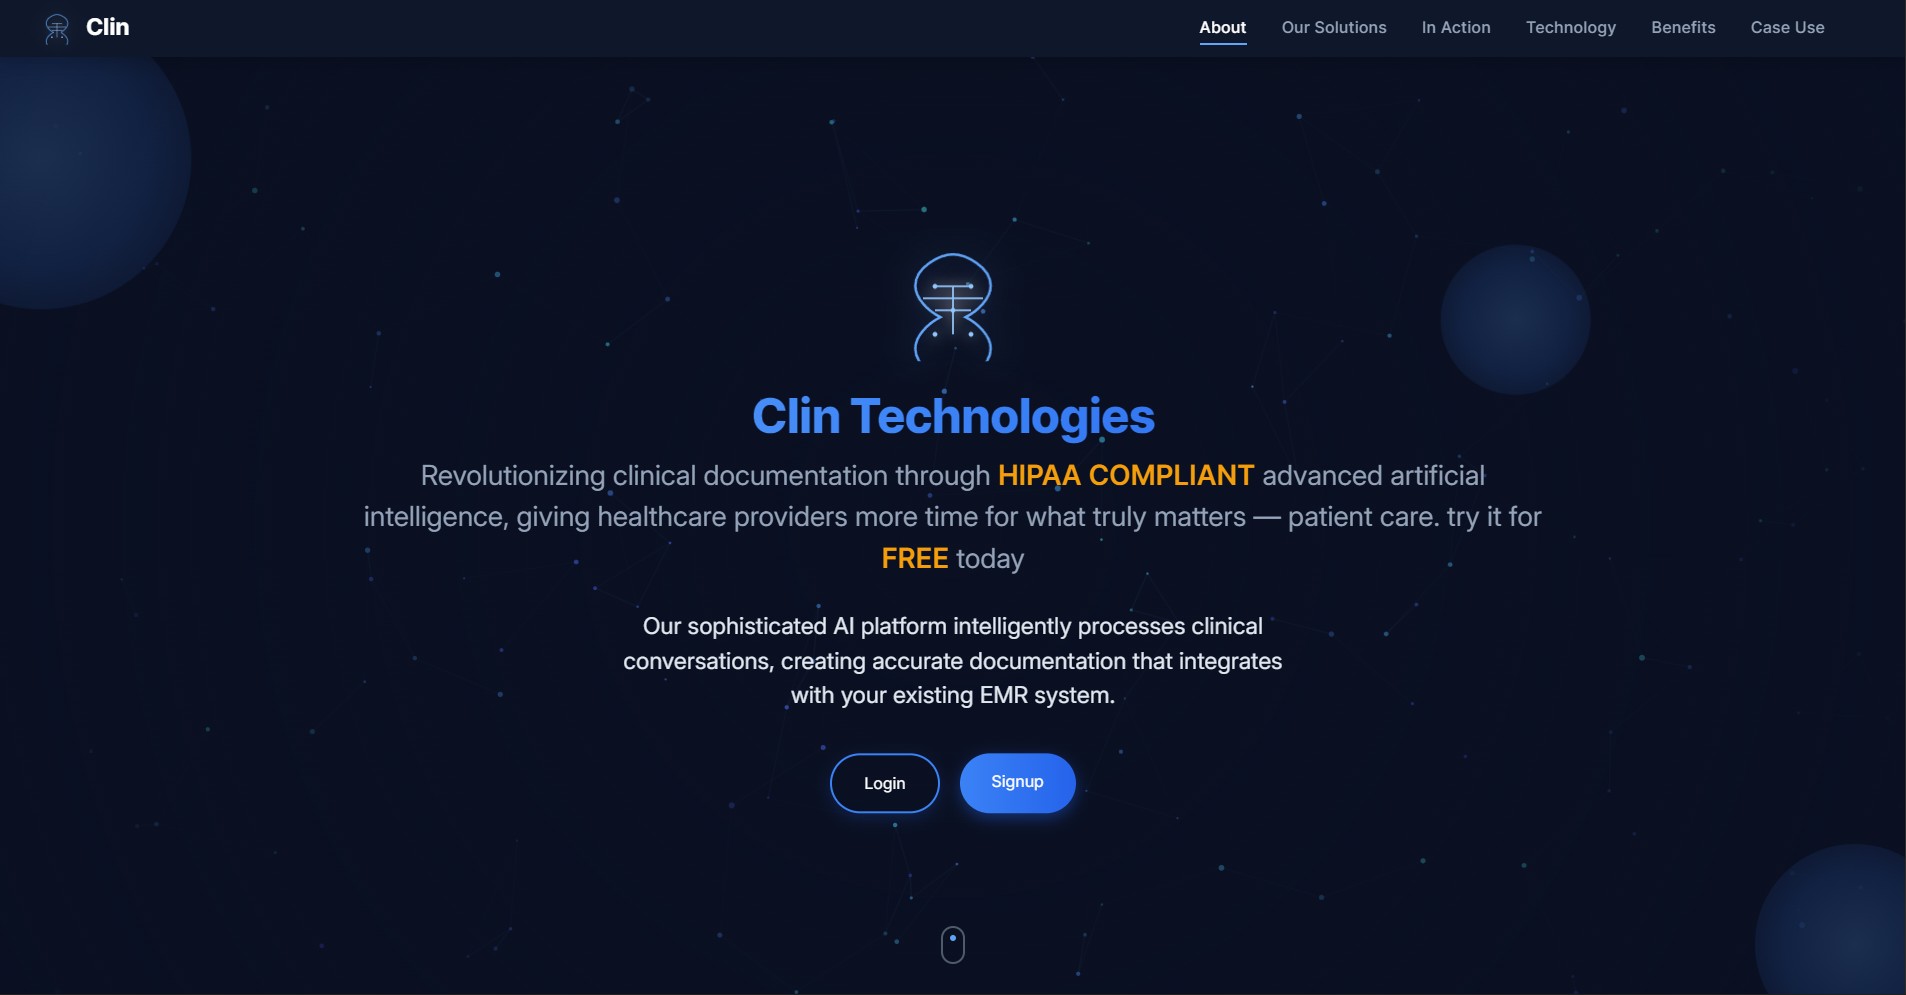 Clin
About
Our Solutions
In Action
Technology
Benefits
Case Use
Clin Technologies
Revolutionizing clinical documentation through HIPAA COMPLIANT advanced artificial
intelligence, giving healthcare providers more time for what truly matters — patient care. try it for
FREE today
Our sophisticated AI platform intelligently processes clinical
conversations, creating accurate documentation that integrates
with your existing EMR system.
Login
Signup